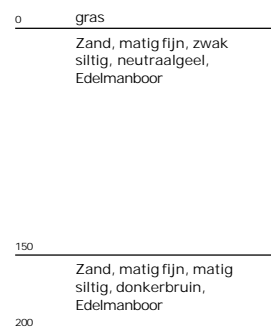 0 gras
Zand, matig fijn, zwak
siltig, neutraalgeel,
Edelmanboor
150
Zand, matig fijn, matig
siltig, donkerbruin,
Edelmanboor
200